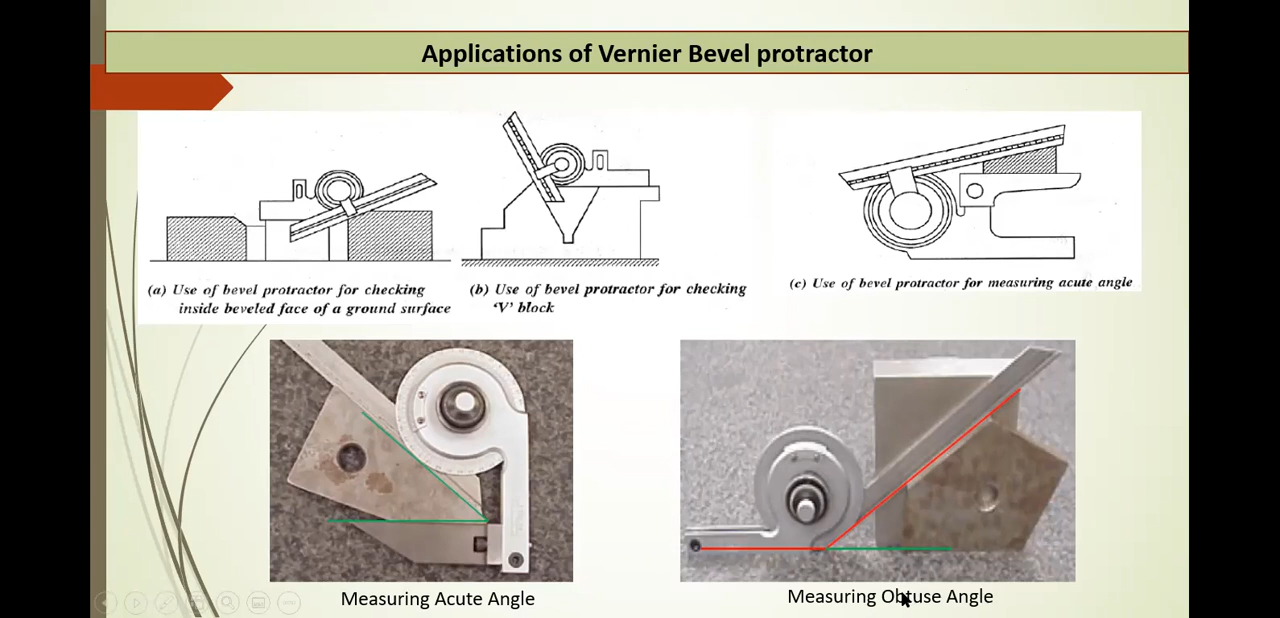 Applications of Vernier Bevel protractor
(a) Use of bevel protractor for checking
inside beveled face of a ground surface
(b) Use of bevel protractor for checking
'V' block
(c) Use of bevel protractor for measuring acute angle
Measuring Acute Angle
Measuring Obtuse Angle